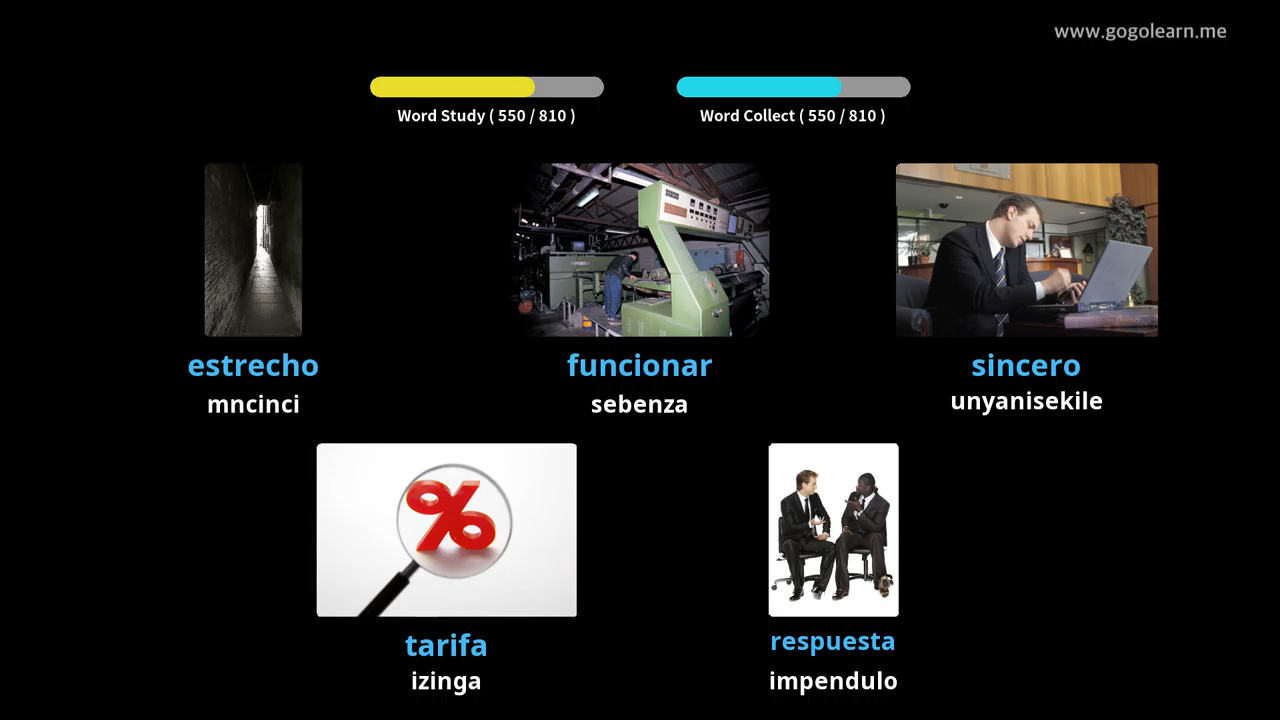 www.gogolearn.me
Word Study ( 550 / 810 )
Word Collect ( 550 / 810 )
estrecho
mncinci
funcionar
sebenza
sincero
unyanisekile
tarifa
izinga
respuesta
impendulo